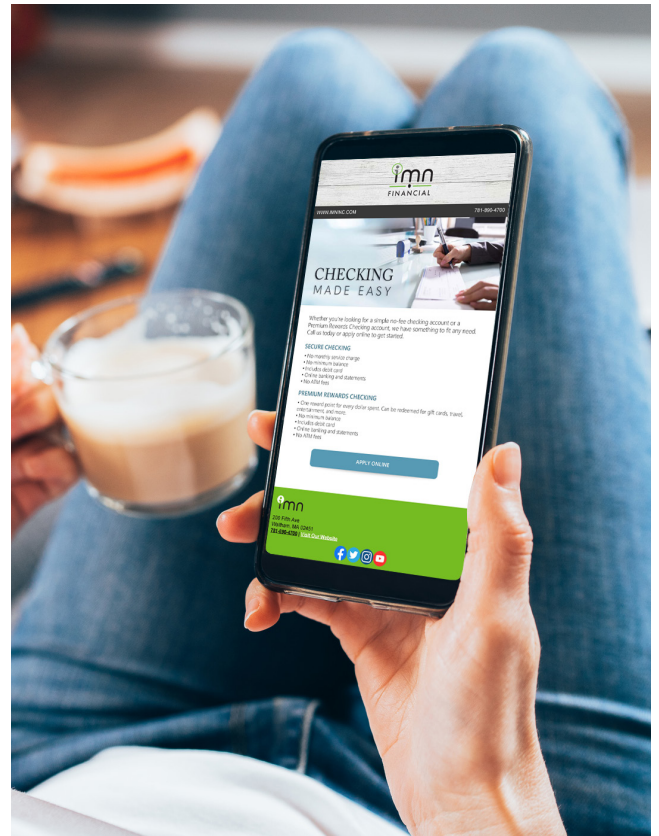 imn
FINANCIAL
WWW.IMNINC.COM 781-890-4700
CHECKING
MADE EASY
Whether you're looking for a simple no-fee checking account or a
Premium Rewards Checking account, we have something to fit any need.
Call us today or apply online to get started.
SECURE CHECKING
• No monthly service charge
• No minimum balance
• Includes debit card
• Online banking and statements
• No ATM fees
PREMIUM REWARDS CHECKING
• One reward point for every dollar spent. Can be redeemed for gift cards, travel,
entertainment, and more.
• No minimum balance
• Includes debit card
• Online banking and statements
• No ATM fees
APPLY ONLINE
imn
200 Fifth Ave
Waltham, MA 02451
781-890-4700 | Visit Our Website